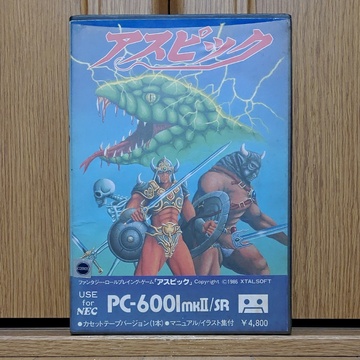 アスピック
ファンタジー・ロールプレイング・ゲーム「アスピック」 Copyright ©1986 XTALSOFT
USE
for
NEC
PC-6001mkII/SR
●カセットテープバージョン(1本) ●マニュアル/イラスト集付 ¥4,800